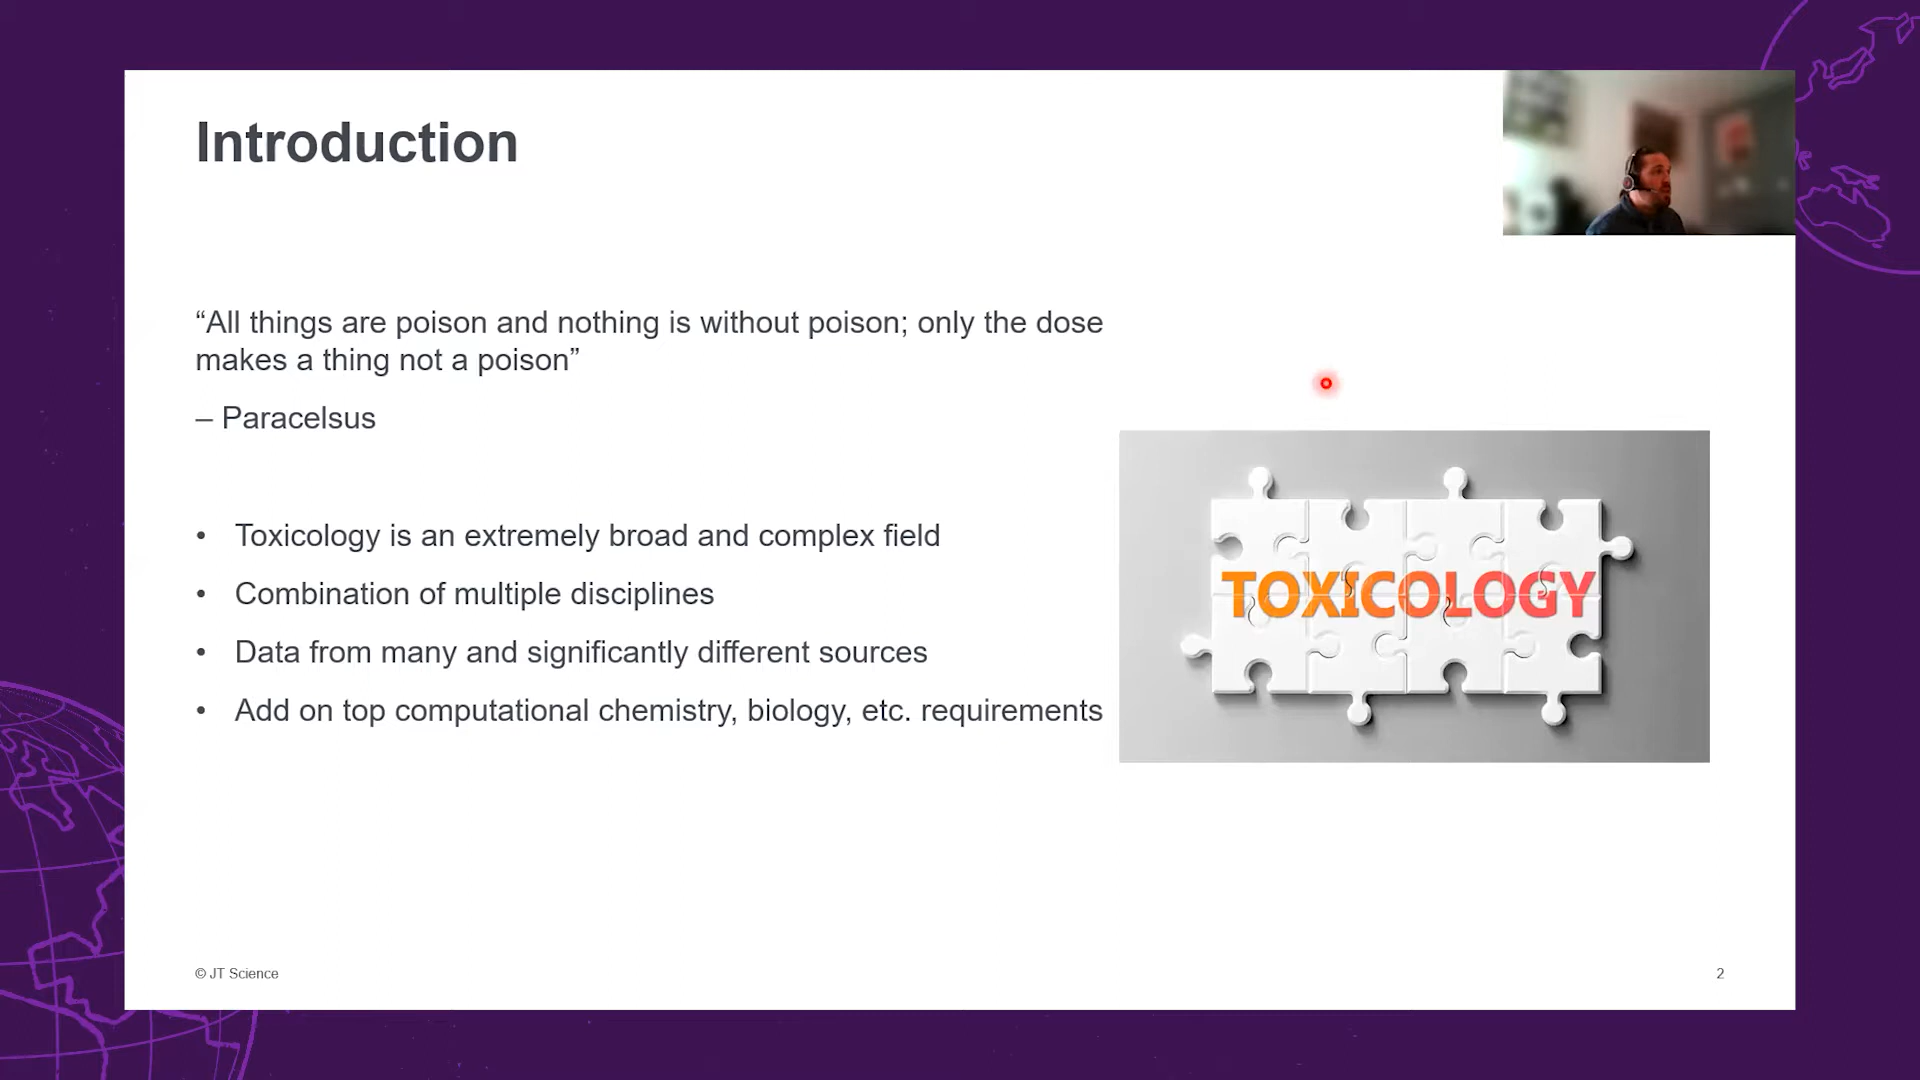 Introduction
“All things are poison and nothing is without poison; only the dose
makes a thing not a poison”
– Paracelsus
• Toxicology is an extremely broad and complex field
• Combination of multiple disciplines
• Data from many and significantly different sources
• Add on top computational chemistry, biology, etc. requirements
TOXICOLOGY
© JT Science
2